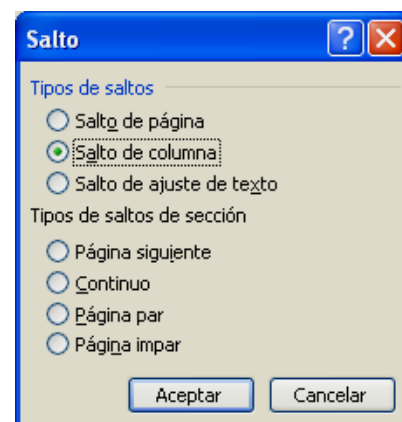 Salto
Tipos de saltos
Salto de página
Salto de columna
Salto de ajuste de texto
Tipos de saltos de sección
Página siguiente
Continuo
Página par
Página impar
Aceptar Cancelar